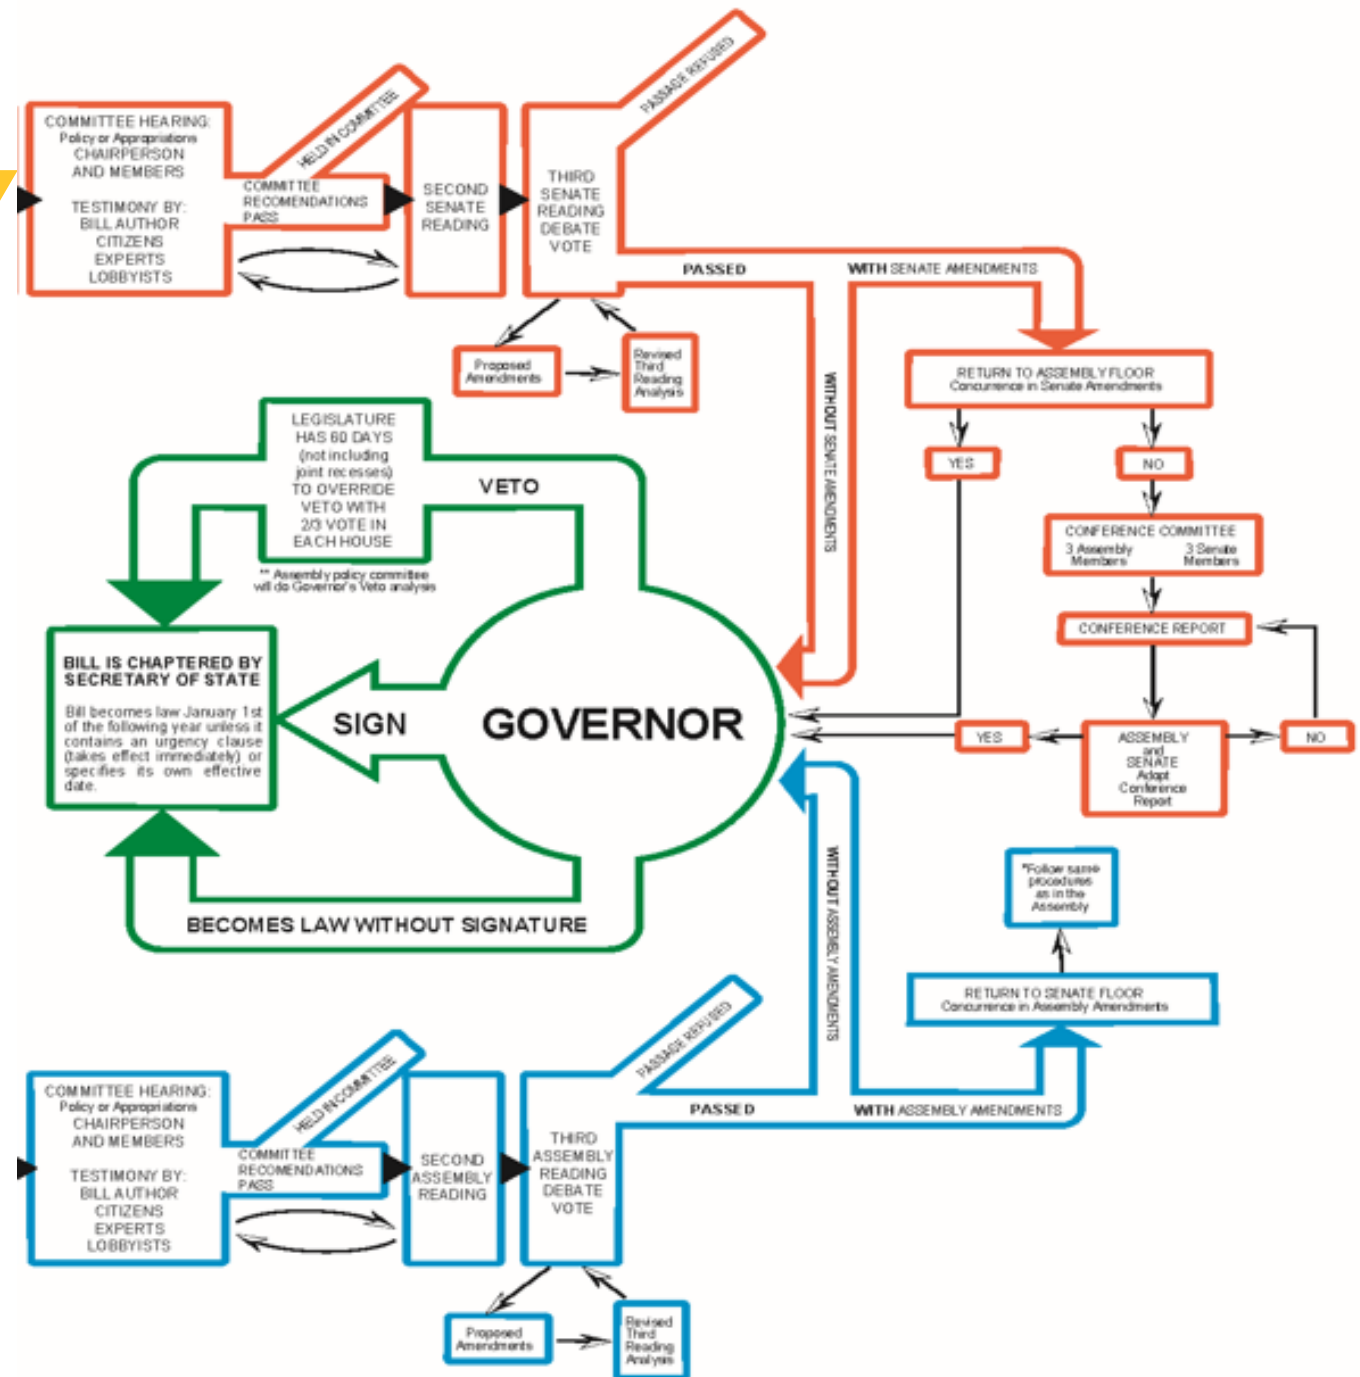 COMMITTEE HEARING:
Policy or Appropriations
CHAIRPERSON
AND MEMBERS
TESTIMONY BY:
BILL AUTHOR
CITIZENS
EXPERTS
LOBBYISTS
HELD IN COMMITTEE
COMMITTEE
RECOMENDATIONS
PASS
SECOND
SENATE
READING
THIRD
SENATE
READING
DEBATE
VOTE
PASSAGE REFUSED
PASSED
WITH SENATE AMENDMENTS
Proposed
Amendments
Revised
Third
Reading
Analysis
WITHOUT SENATE AMENDMENTS
RETURN TO ASSEMBLY FLOOR
Concurrence in Senate Amendments
YES
NO
CONFERENCE COMMITTEE
3 Assembly
Members
3 Senate
Members
CONFERENCE REPORT
ASSEMBLY
and
SENATE
Adopt
Conference
Report
YES
NO
LEGISLATURE
HAS 60 DAYS
(not including
joint recesses)
TO OVERRIDE
VETO WITH
2/3 VOTE IN
EACH HOUSE
VETO
** Assembly policy committee
will do Governor's Veto analysis
BILL IS CHAPTERED BY
SECRETARY OF STATE
Bill becomes law January 1st
of the following year unless it
contains an urgency clause
(takes effect immediately) or
specifies its own effective
date.
SIGN
GOVERNOR
BECOMES LAW WITHOUT SIGNATURE
WITHOUT ASSEMBLY AMENDMENTS
*Follow same
procedures
as in the
Assembly
RETURN TO SENATE FLOOR
Concurrence in Assembly Amendments
COMMITTEE HEARING:
Policy or Appropriations
CHAIRPERSON
AND MEMBERS
TESTIMONY BY:
BILL AUTHOR
CITIZENS
EXPERTS
LOBBYISTS
HELD IN COMMITTEE
COMMITTEE
RECOMENDATIONS
PASS
SECOND
ASSEMBLY
READING
THIRD
ASSEMBLY
READING
DEBATE
VOTE
PASSAGE REFUSED
PASSED
WITH ASSEMBLY AMENDMENTS
Proposed
Amendments
Revised
Third
Reading
Analysis